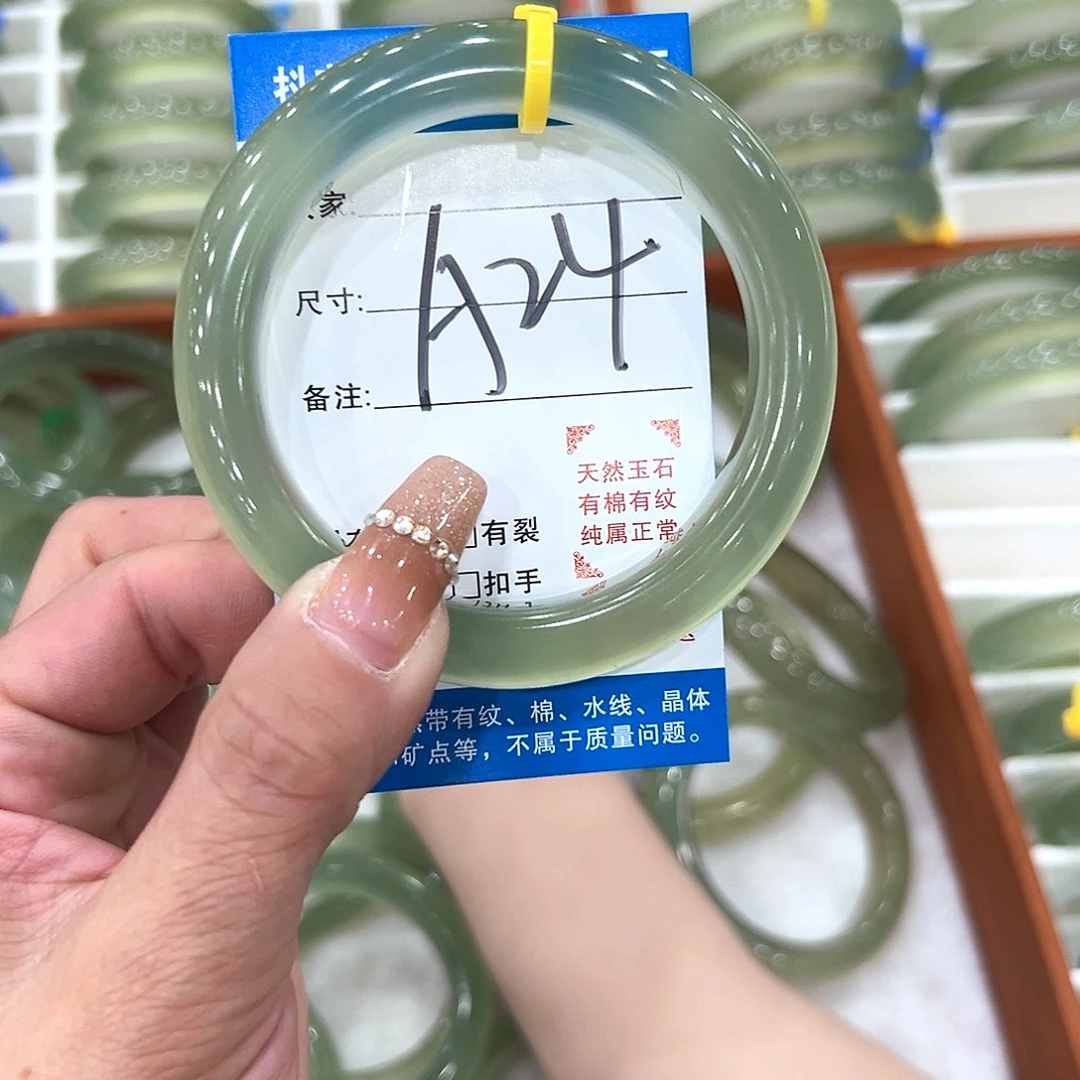 抖
家
A24
尺寸:
备注:
天然玉石
有棉有纹
纯属正常
有裂
扣手
带有纹、棉、水线、晶体
矿点等，不属于质量问题。